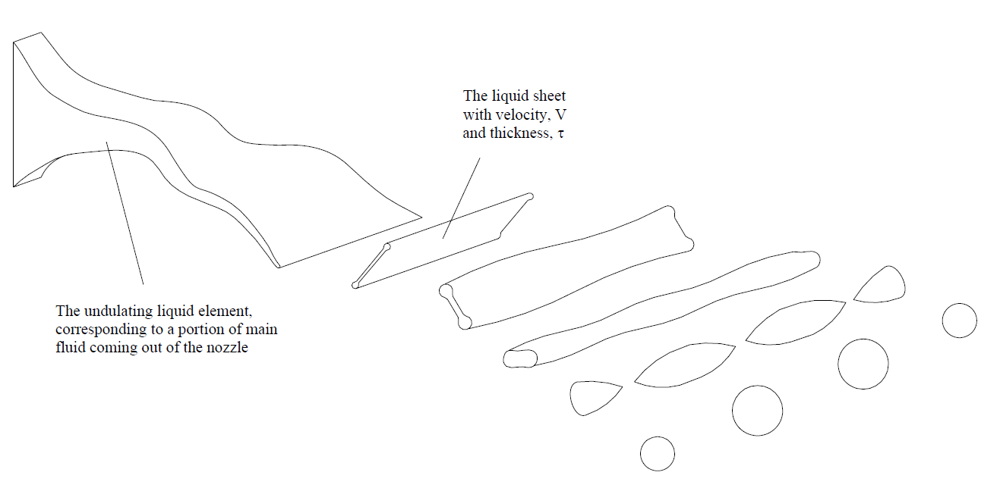 The liquid sheet
with velocity, V
and thickness, τ
The undulating liquid element,
corresponding to a portion of main
fluid coming out of the nozzle